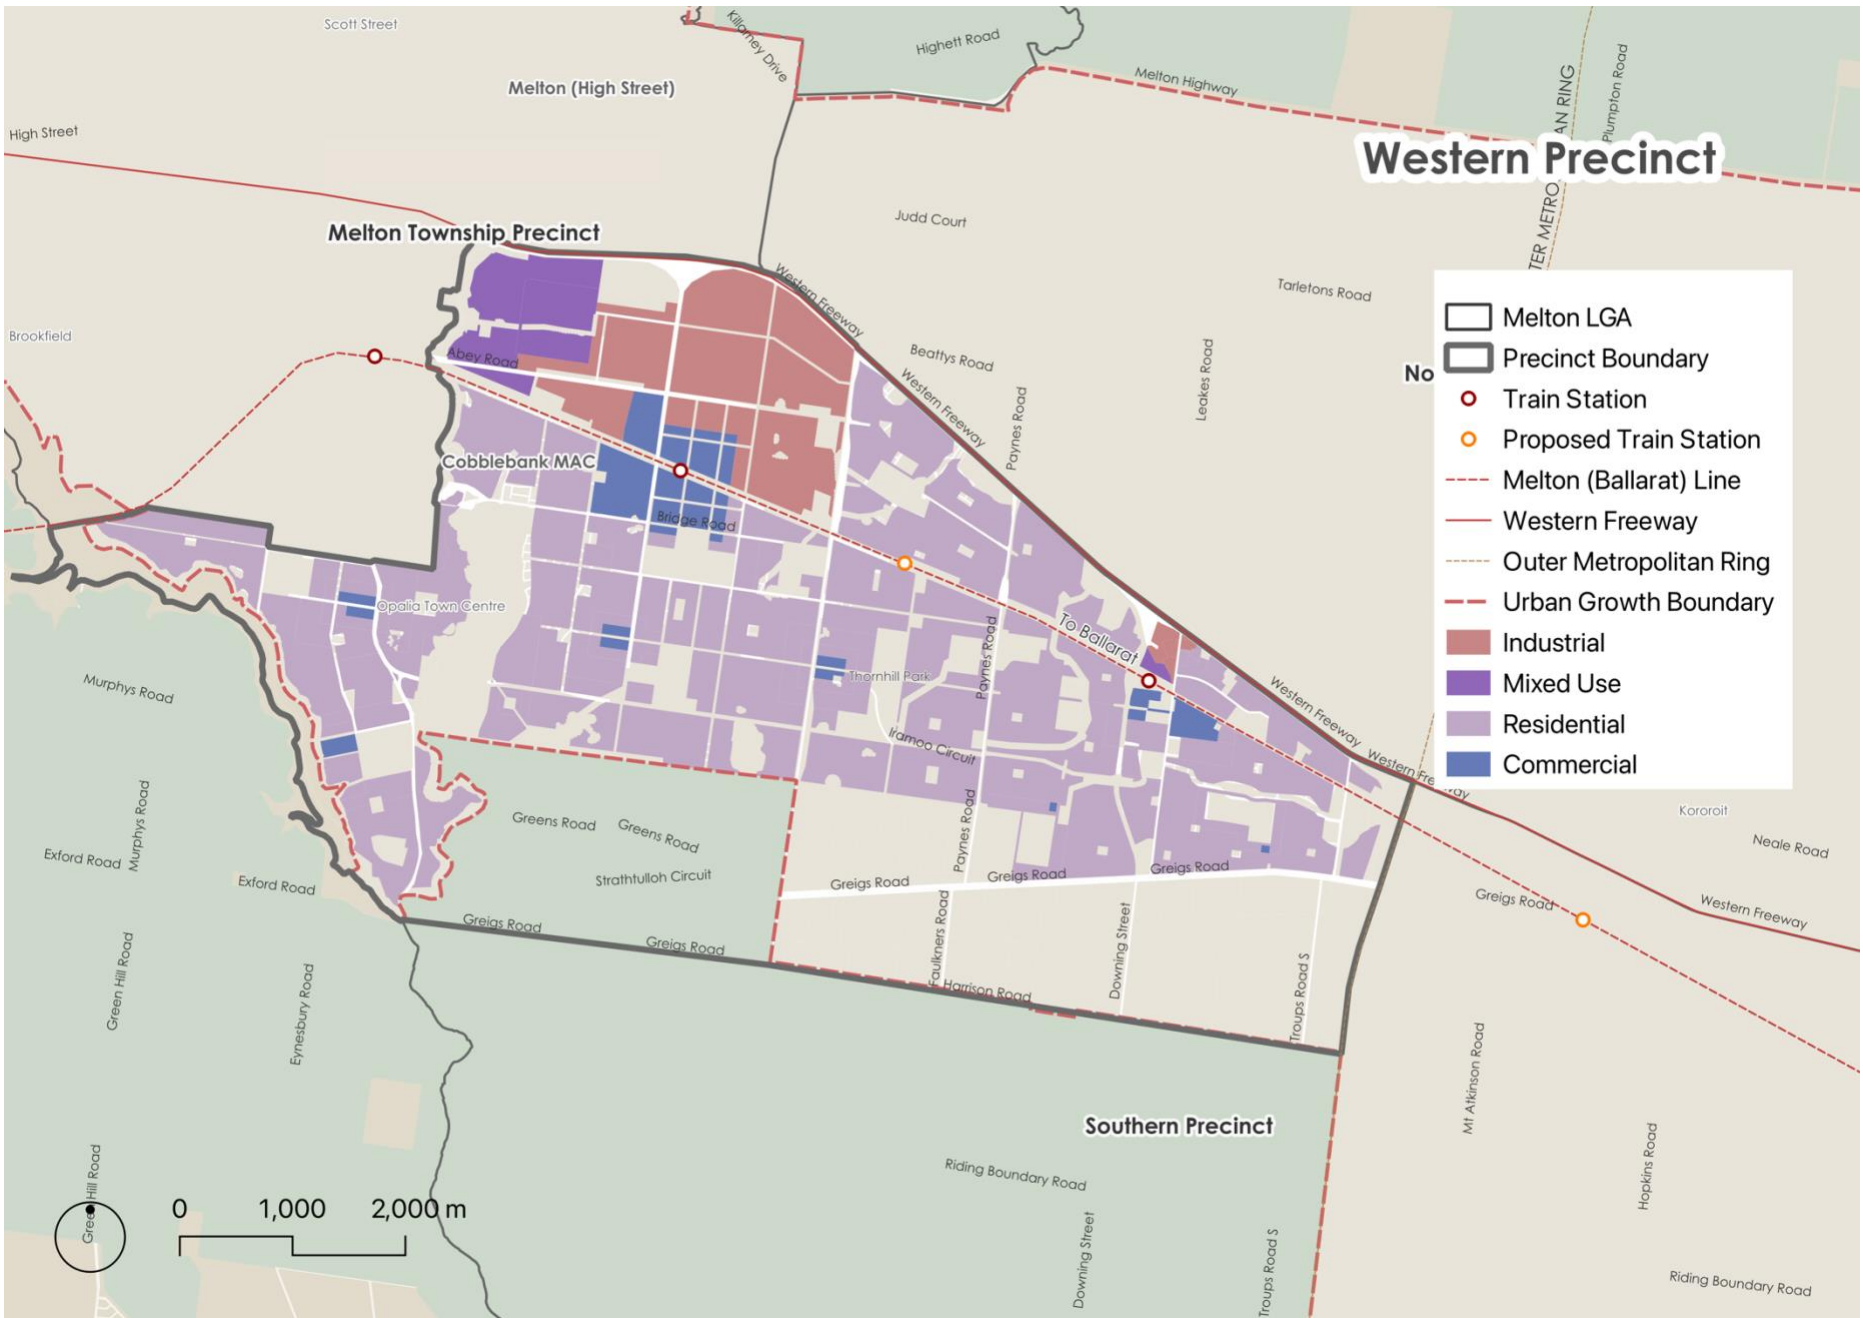 Scott Street
Killarney Drive
Highett Road
Melton Highway
Plumpton Road
AN RING
TER METRO
Melton (High Street)
High Street
Western Precinct
Judd Court
Melton Township Precinct
Western Freeway
Tarletons Road
Brookfield
Abey Road
Beattys Road
Western Freeway
Leakes Road
Paynes Road
No
Melton LGA
Precinct Boundary
Train Station
Proposed Train Station
Melton (Ballarat) Line
Western Freeway
Outer Metropolitan Ring
Urban Growth Boundary
Industrial
Mixed Use
Residential
Commercial
Cobblebank MAC
Bridge Road
Opalia Town Centre
To Ballarat
Paynes Road
Thornhill Park
Murphys Road
Western Freeway
Iramoo Circuit
Western Fre
way
Kororoit
Neale Road
Murphys Road
Greens Road
Greens Road
Paynes Road
Exford Road
Exford Road
Strathtulloh Circuit
Greigs Road
Greigs Road
Greigs Road
Greigs Road
Western Freeway
Greigs Road
Greigs Road
Green Hill Road
Eynesbury Road
Faulkners Road
Downing Street
Harrison Road
Troups Road S
Mt Atkinson Road
Southern Precinct
Riding Boundary Road
Hopkins Road
Green Hill Road
0 1,000 2,000 m
Downing Street
Troups Road S
Riding Boundary Road